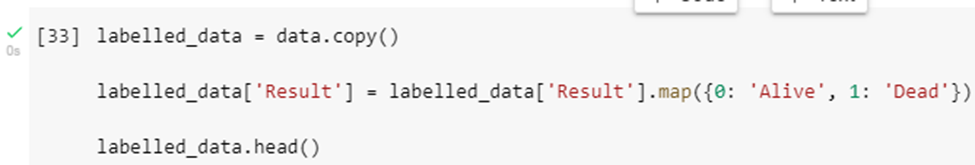 [33] labelled_data = data.copy()
0s
labelled_data['Result'] = labelled_data['Result'].map({0: 'Alive', 1: 'Dead'})
labelled_data.head()